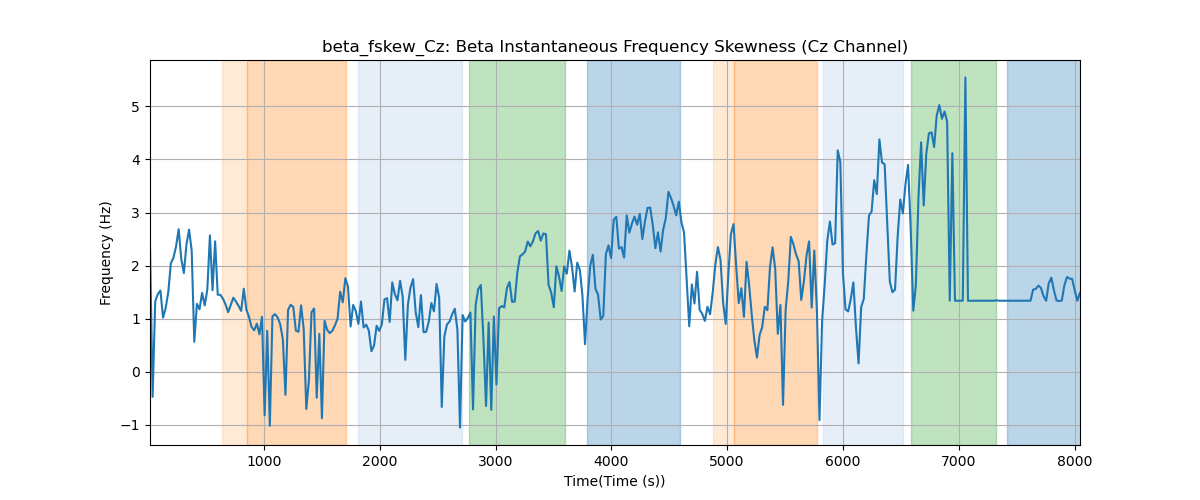 beta_fskew_Cz: Beta Instantaneous Frequency Skewness (Cz Channel)
Frequency (Hz)
5
4
3
2
1
0
−1
1000 2000 3000 4000 5000 6000 7000 8000
Time(Time (s))